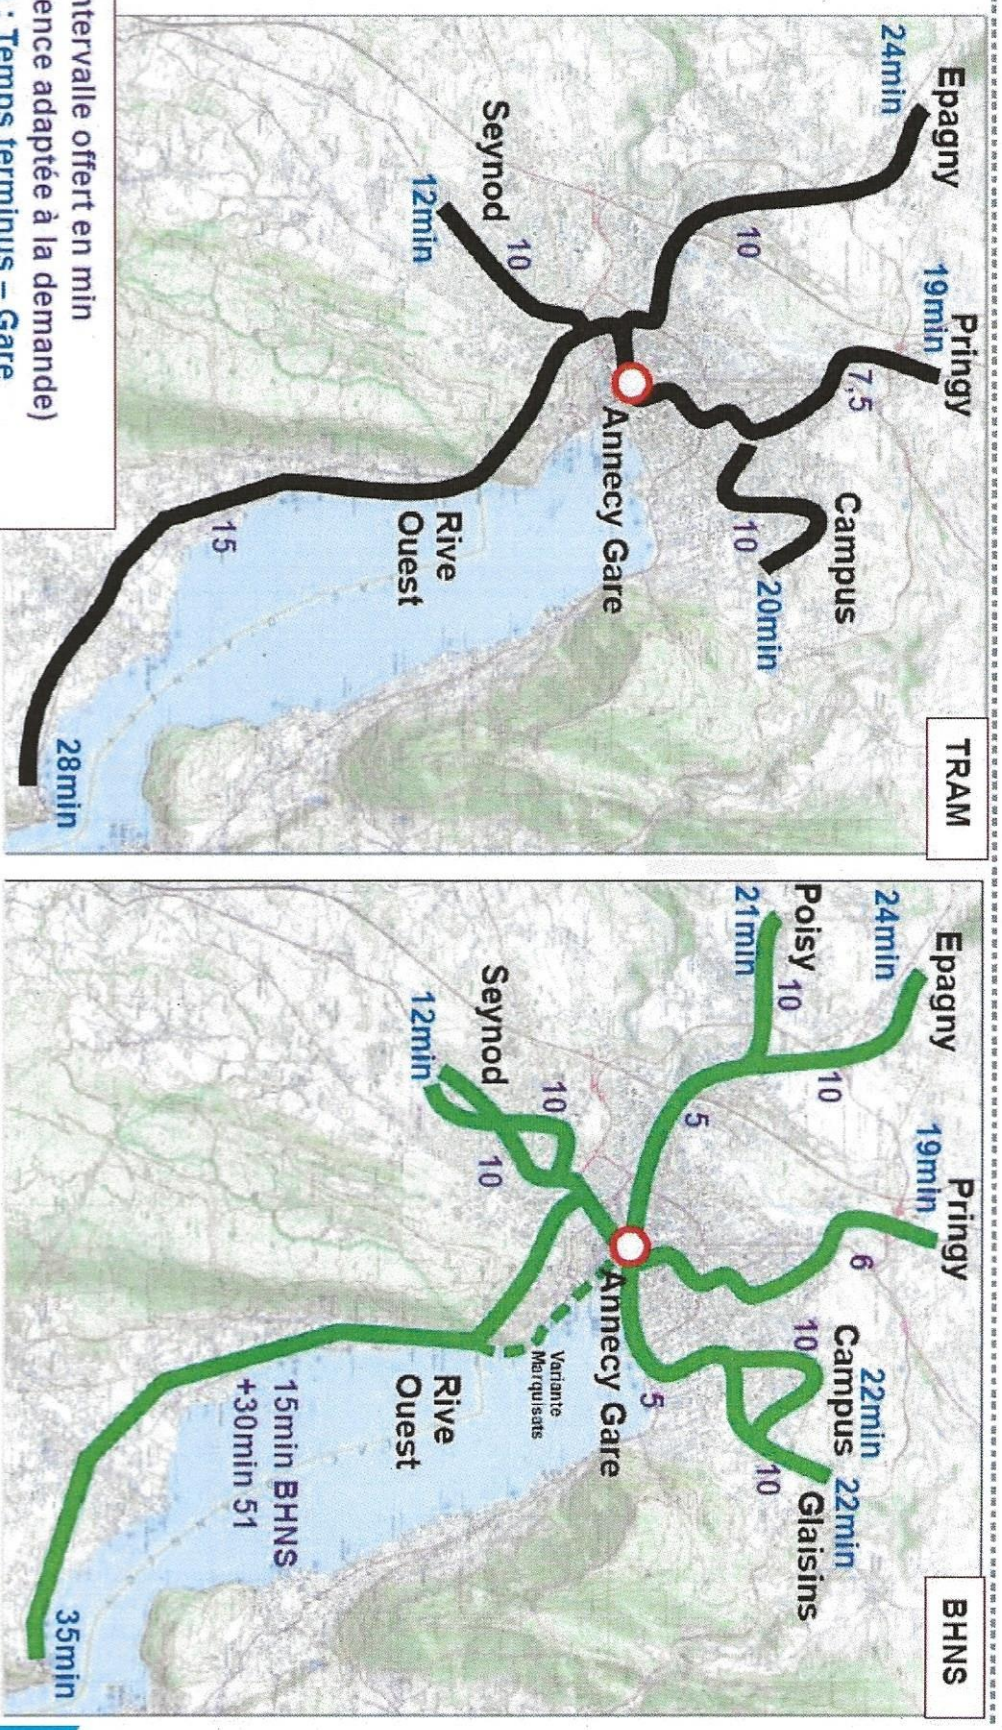 TRAM
Epagny
24min
10
Pringy
19min
7,5
Campus
10
20min
Seynod
10
12min
Annecy Gare
Rive
Ouest
15
28min
ntervalle offert en min
ence adaptée à la demande)
: Temps terminus – Gare
BHNS
Epagny
24min
10
Poisy
21min
10
5
Pringy
19min
6
Campus
22min
10
22min
Glaisins
10
5
Seynod
12min
10
10
Annecy Gare
Variante
Marquisats
Rive
Ouest
15min BHNS
+30min 51
35min